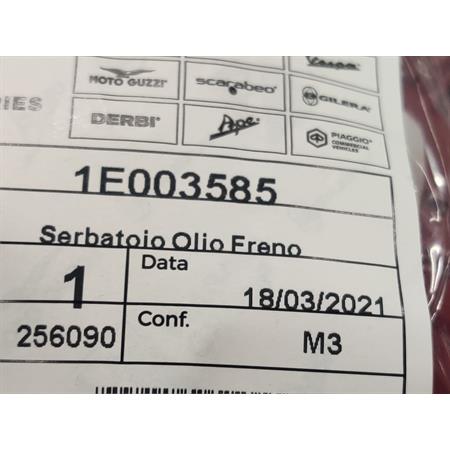 Vespa
MOTO GUZZI
scarabeo
GILERA
IES
DERBI
Ape
PIAGGIO
COMMERCIAL
VEHICLES
1E003585
Serbatoio Olio Freno
1
Data
18/03/2021
256090
Conf.
M3